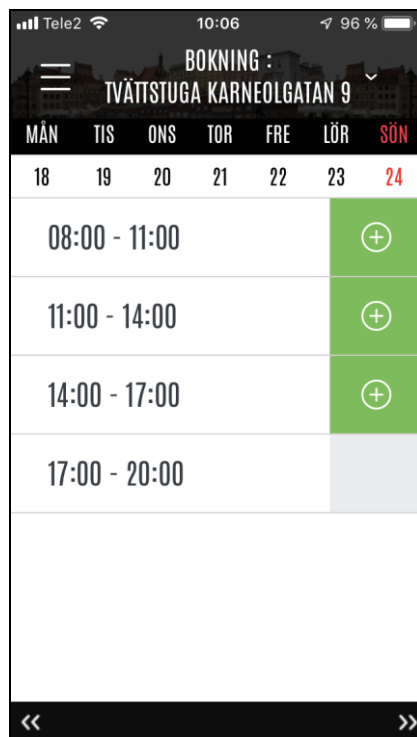 Tele2 10:06 96 %
BOKNING :
TVÄTTSTUGA KARNEOLGATAN 9
MÅN TIS ONS TOR FRE LÖR SÖN
18 19 20 21 22 23 24
08:00 - 11:00
11:00 - 14:00
14:00 - 17:00
17:00 - 20:00